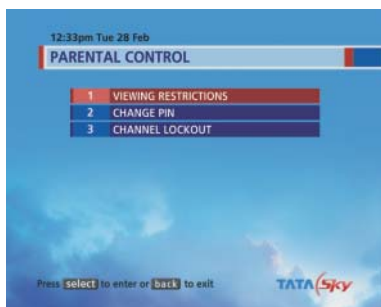 12:33pm Tue 28 Feb
PARENTAL CONTROL
1 VIEWING RESTRICTIONS
2 CHANGE PIN
3 CHANNEL LOCKOUT
Press select to enter or back to exit
TATA Sky